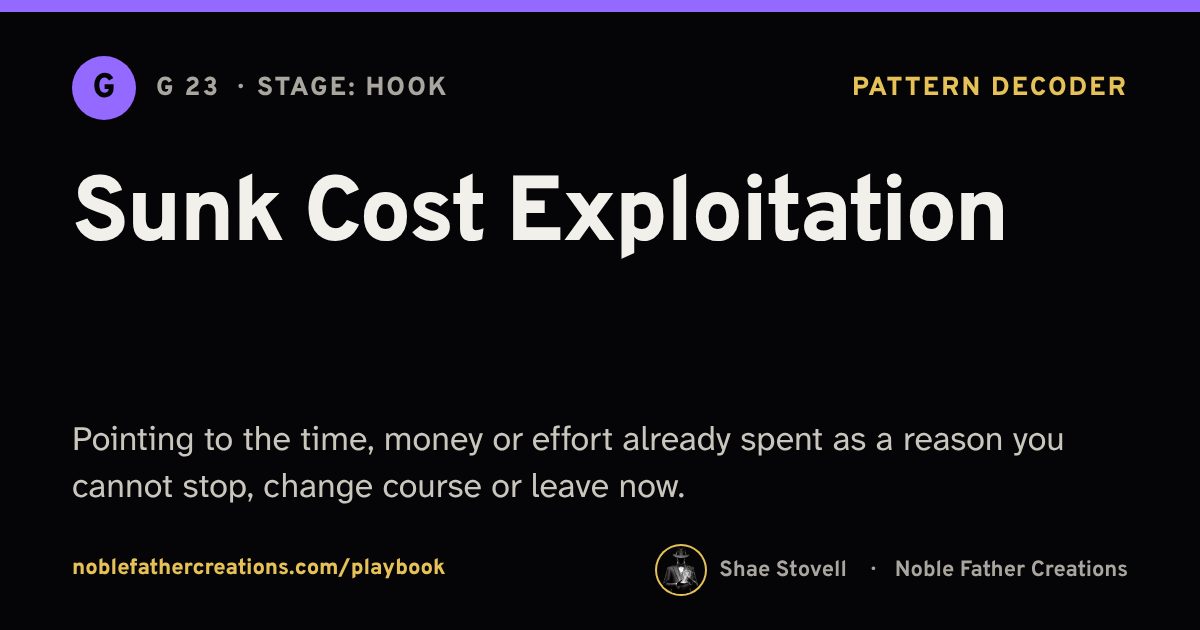 G
G 23 · STAGE: HOOK
PATTERN DECODER
Sunk Cost Exploitation
Pointing to the time, money or effort already spent as a reason you
cannot stop, change course or leave now.
noblefathercreations.com/playbook
Shae Stovell · Noble Father Creations